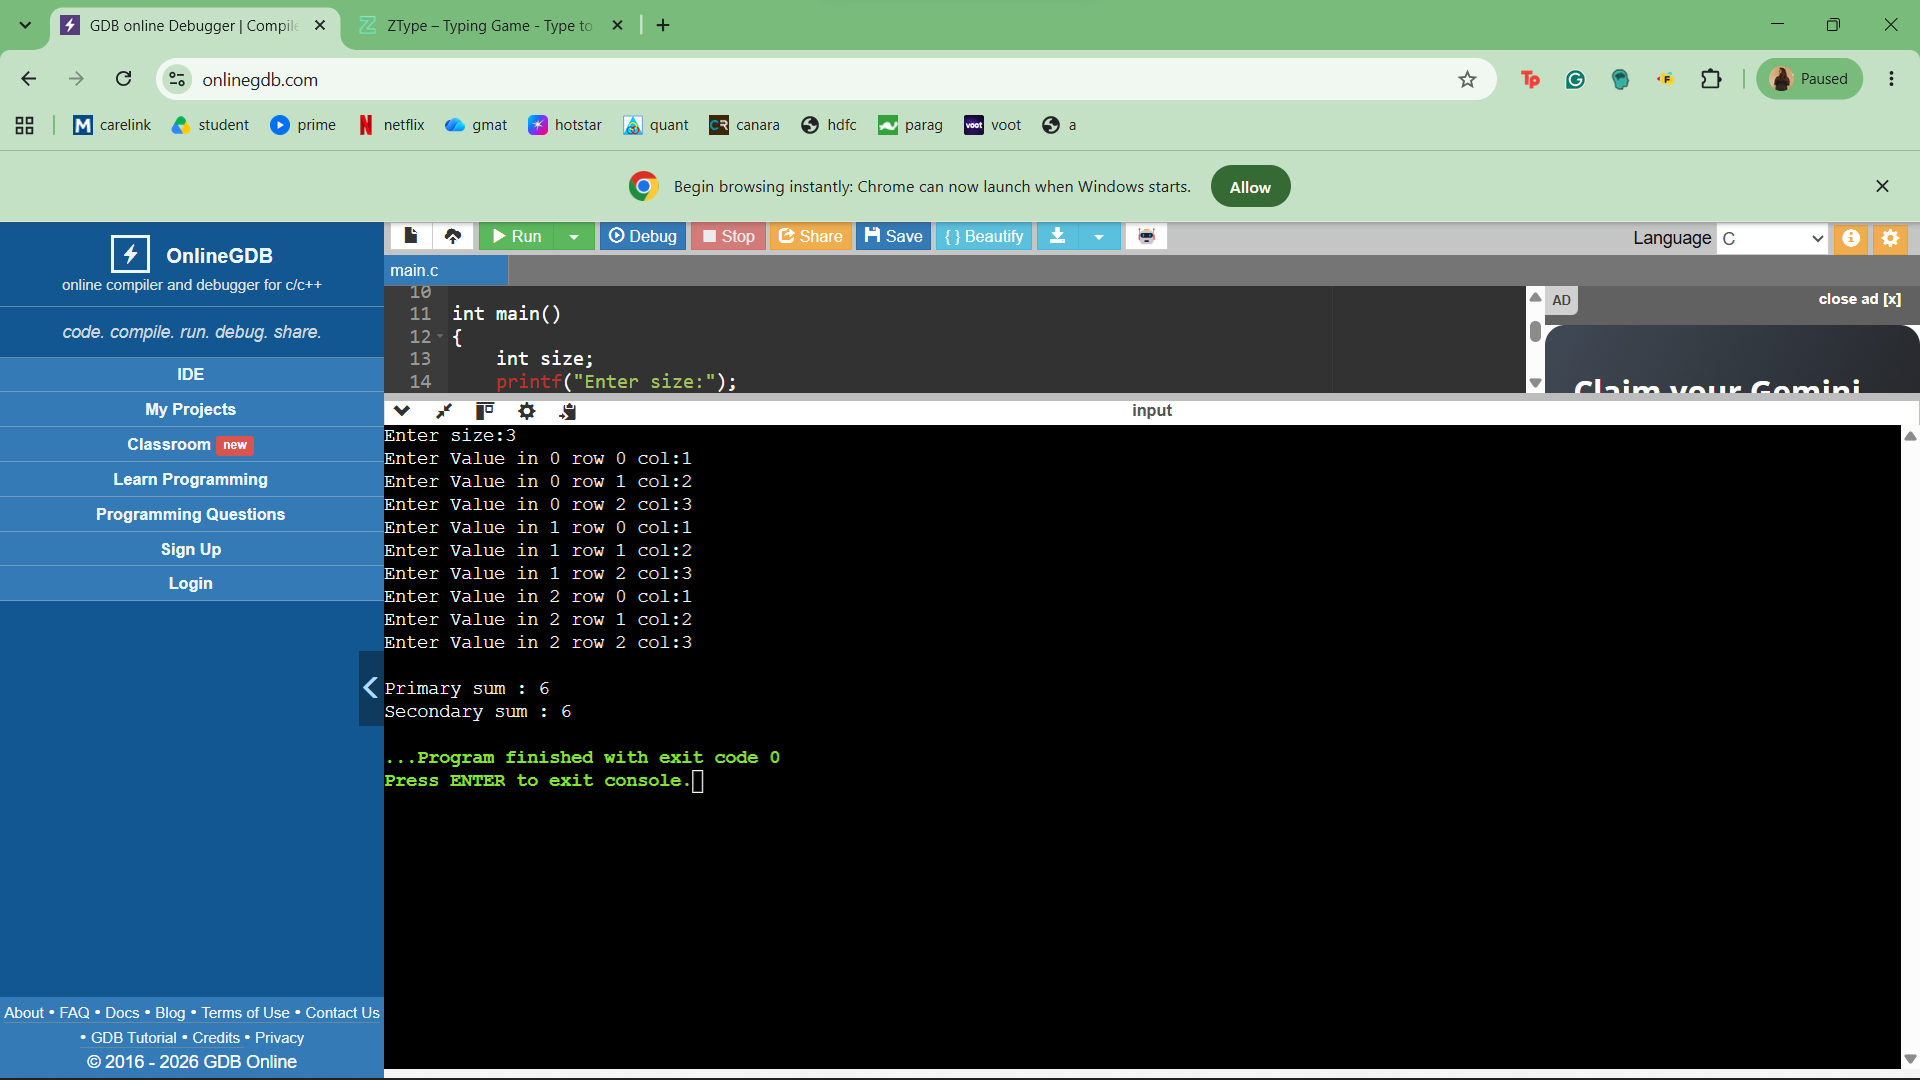 GDB online Debugger | Compile
ZType – Typing Game - Type to
onlinegdb.com
Paused
carelink
student
prime
netflix
gmat
hotstar
quant
canara
hdfc
parag
voot
a
Begin browsing instantly: Chrome can now launch when Windows starts.
Allow
OnlineGDB
online compiler and debugger for c/c++
code. compile. run. debug. share.
IDE
My Projects
Classroom new
Learn Programming
Programming Questions
Sign Up
Login
About • FAQ • Docs • Blog • Terms of Use • Contact Us
• GDB Tutorial • Credits • Privacy
© 2016 - 2026 GDB Online
Run
Debug
Stop
Share
Save
{ } Beautify
Language C
main.c
10
11 int main()
12 {
13 int size;
14 printf("Enter size:");
AD
close ad [x]
Claim your Gemini
input
Enter size:3
Enter Value in 0 row 0 col:1
Enter Value in 0 row 1 col:2
Enter Value in 0 row 2 col:3
Enter Value in 1 row 0 col:1
Enter Value in 1 row 1 col:2
Enter Value in 1 row 2 col:3
Enter Value in 2 row 0 col:1
Enter Value in 2 row 1 col:2
Enter Value in 2 row 2 col:3
Primary sum : 6
Secondary sum : 6
...Program finished with exit code 0
Press ENTER to exit console.